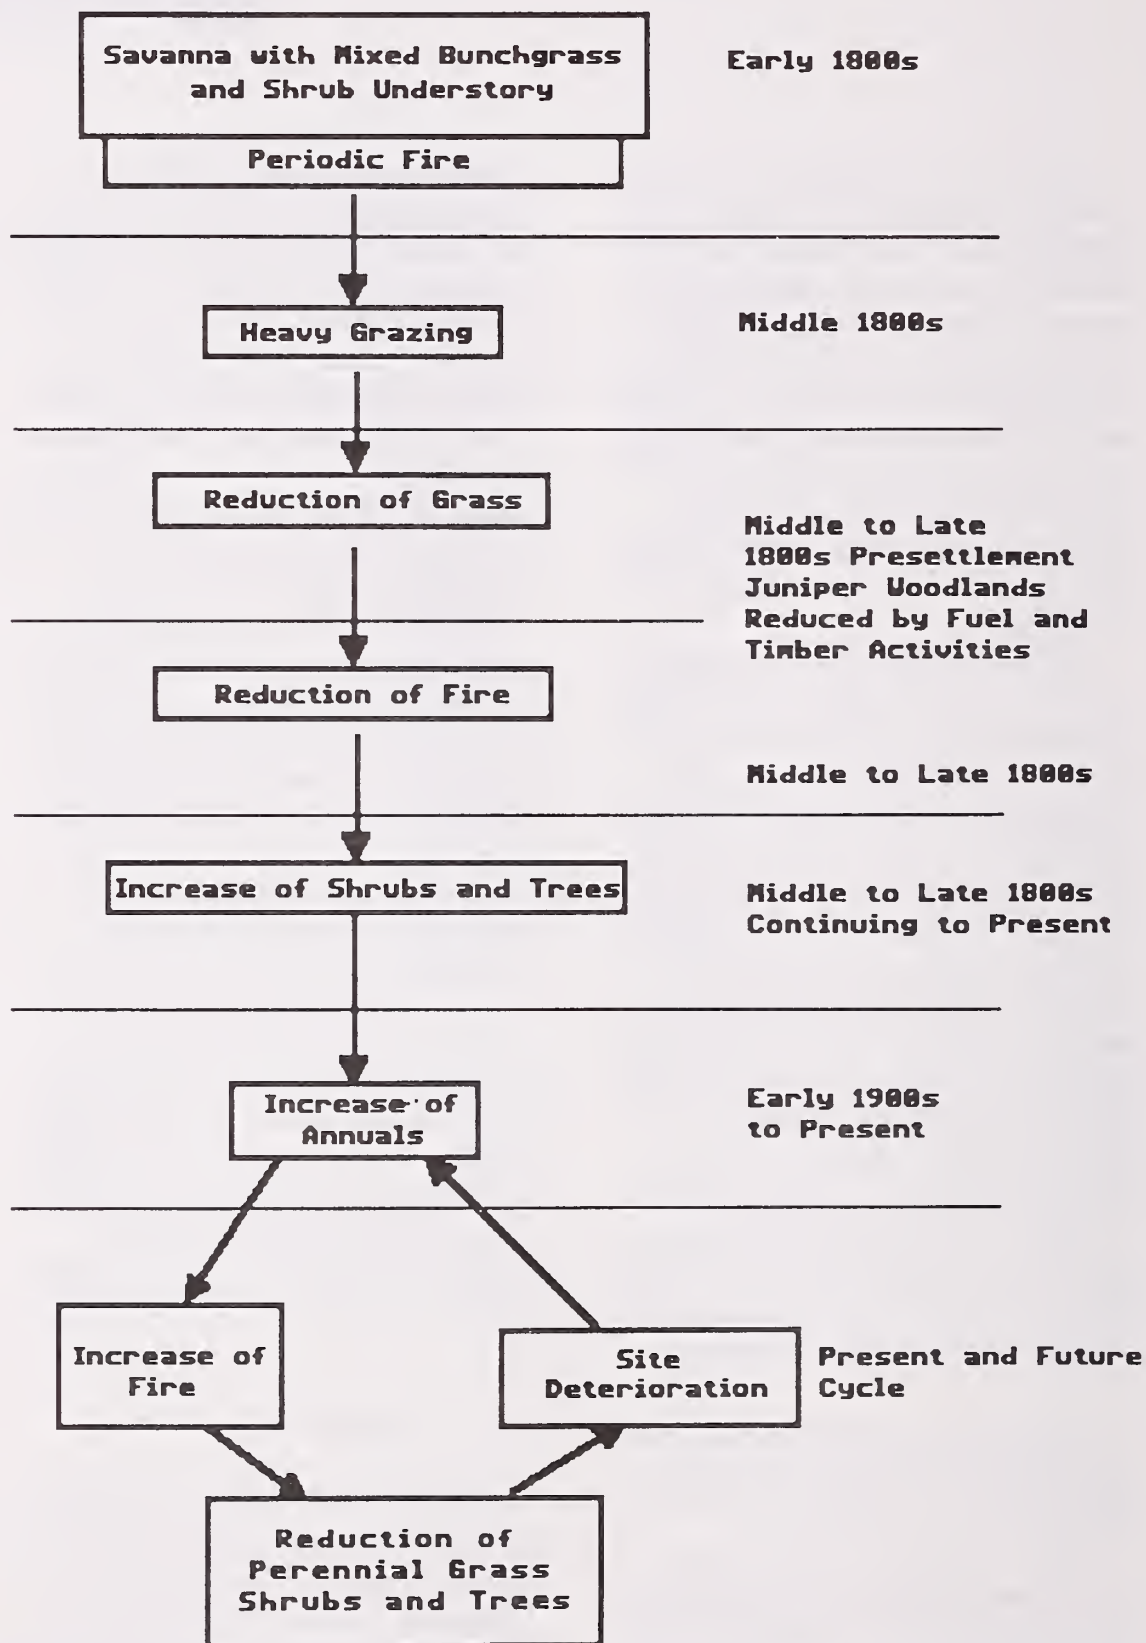 Savanna with Mixed Bunchgrass
and Shrub Understory
Early 1800s
Periodic Fire
Heavy Grazing
Middle 1800s
Reduction of Grass
Middle to Late
1800s Presettlement
Juniper Woodlands
Reduced by Fuel and
Timber Activities
Reduction of Fire
Middle to Late 1800s
Increase of Shrubs and Trees
Middle to Late 1800s
Continuing to Present
Increase of
Annuals
Early 1900s
to Present
Increase of
Fire
Site
Deterioration
Present and Future
Cycle
Reduction of
Perennial Grass
Shrubs and Trees